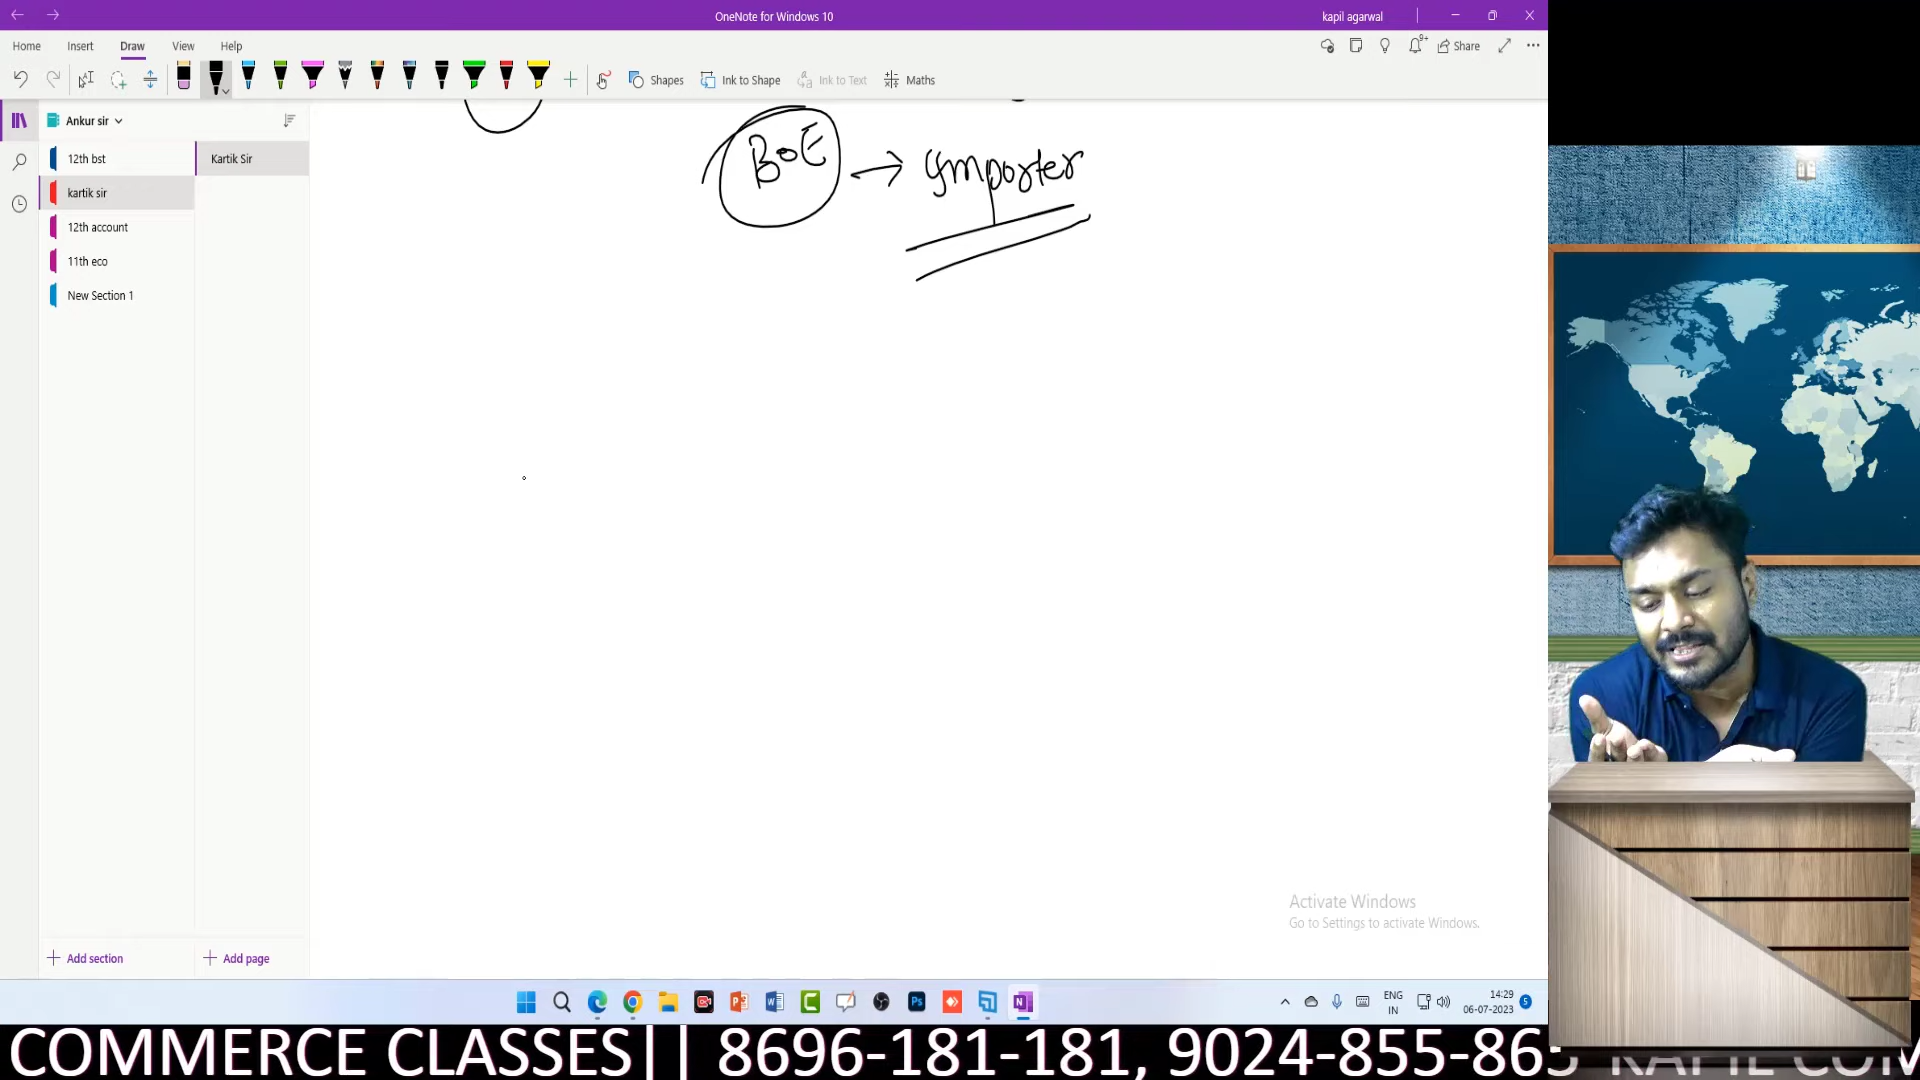 OneNote for Windows 10
kapil agarwal
Home Insert Draw View Help
9+
Share
Shapes
Ink to Shape
Ink to Text
Maths
Ankur sir
12th bst
Kartik Sir
kartik sir
12th account
11th eco
New Section 1
BoE → Importer
Activate Windows
Go to Settings to activate Windows.
Add section
Add page
ENG
IN
14:29
06-07-2023
5
COMMERCE CLASSES|| 8696-181-181, 9024-855-865